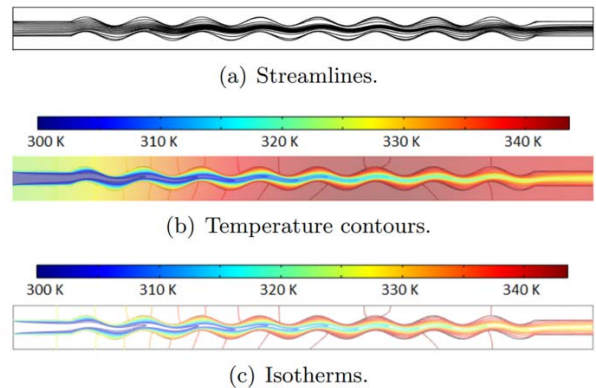 (a) Streamlines.
300 K 310 K 320 K 330 K 340 K
(b) Temperature contours.
300 K 310 K 320 K 330 K 340 K
(c) Isotherms.